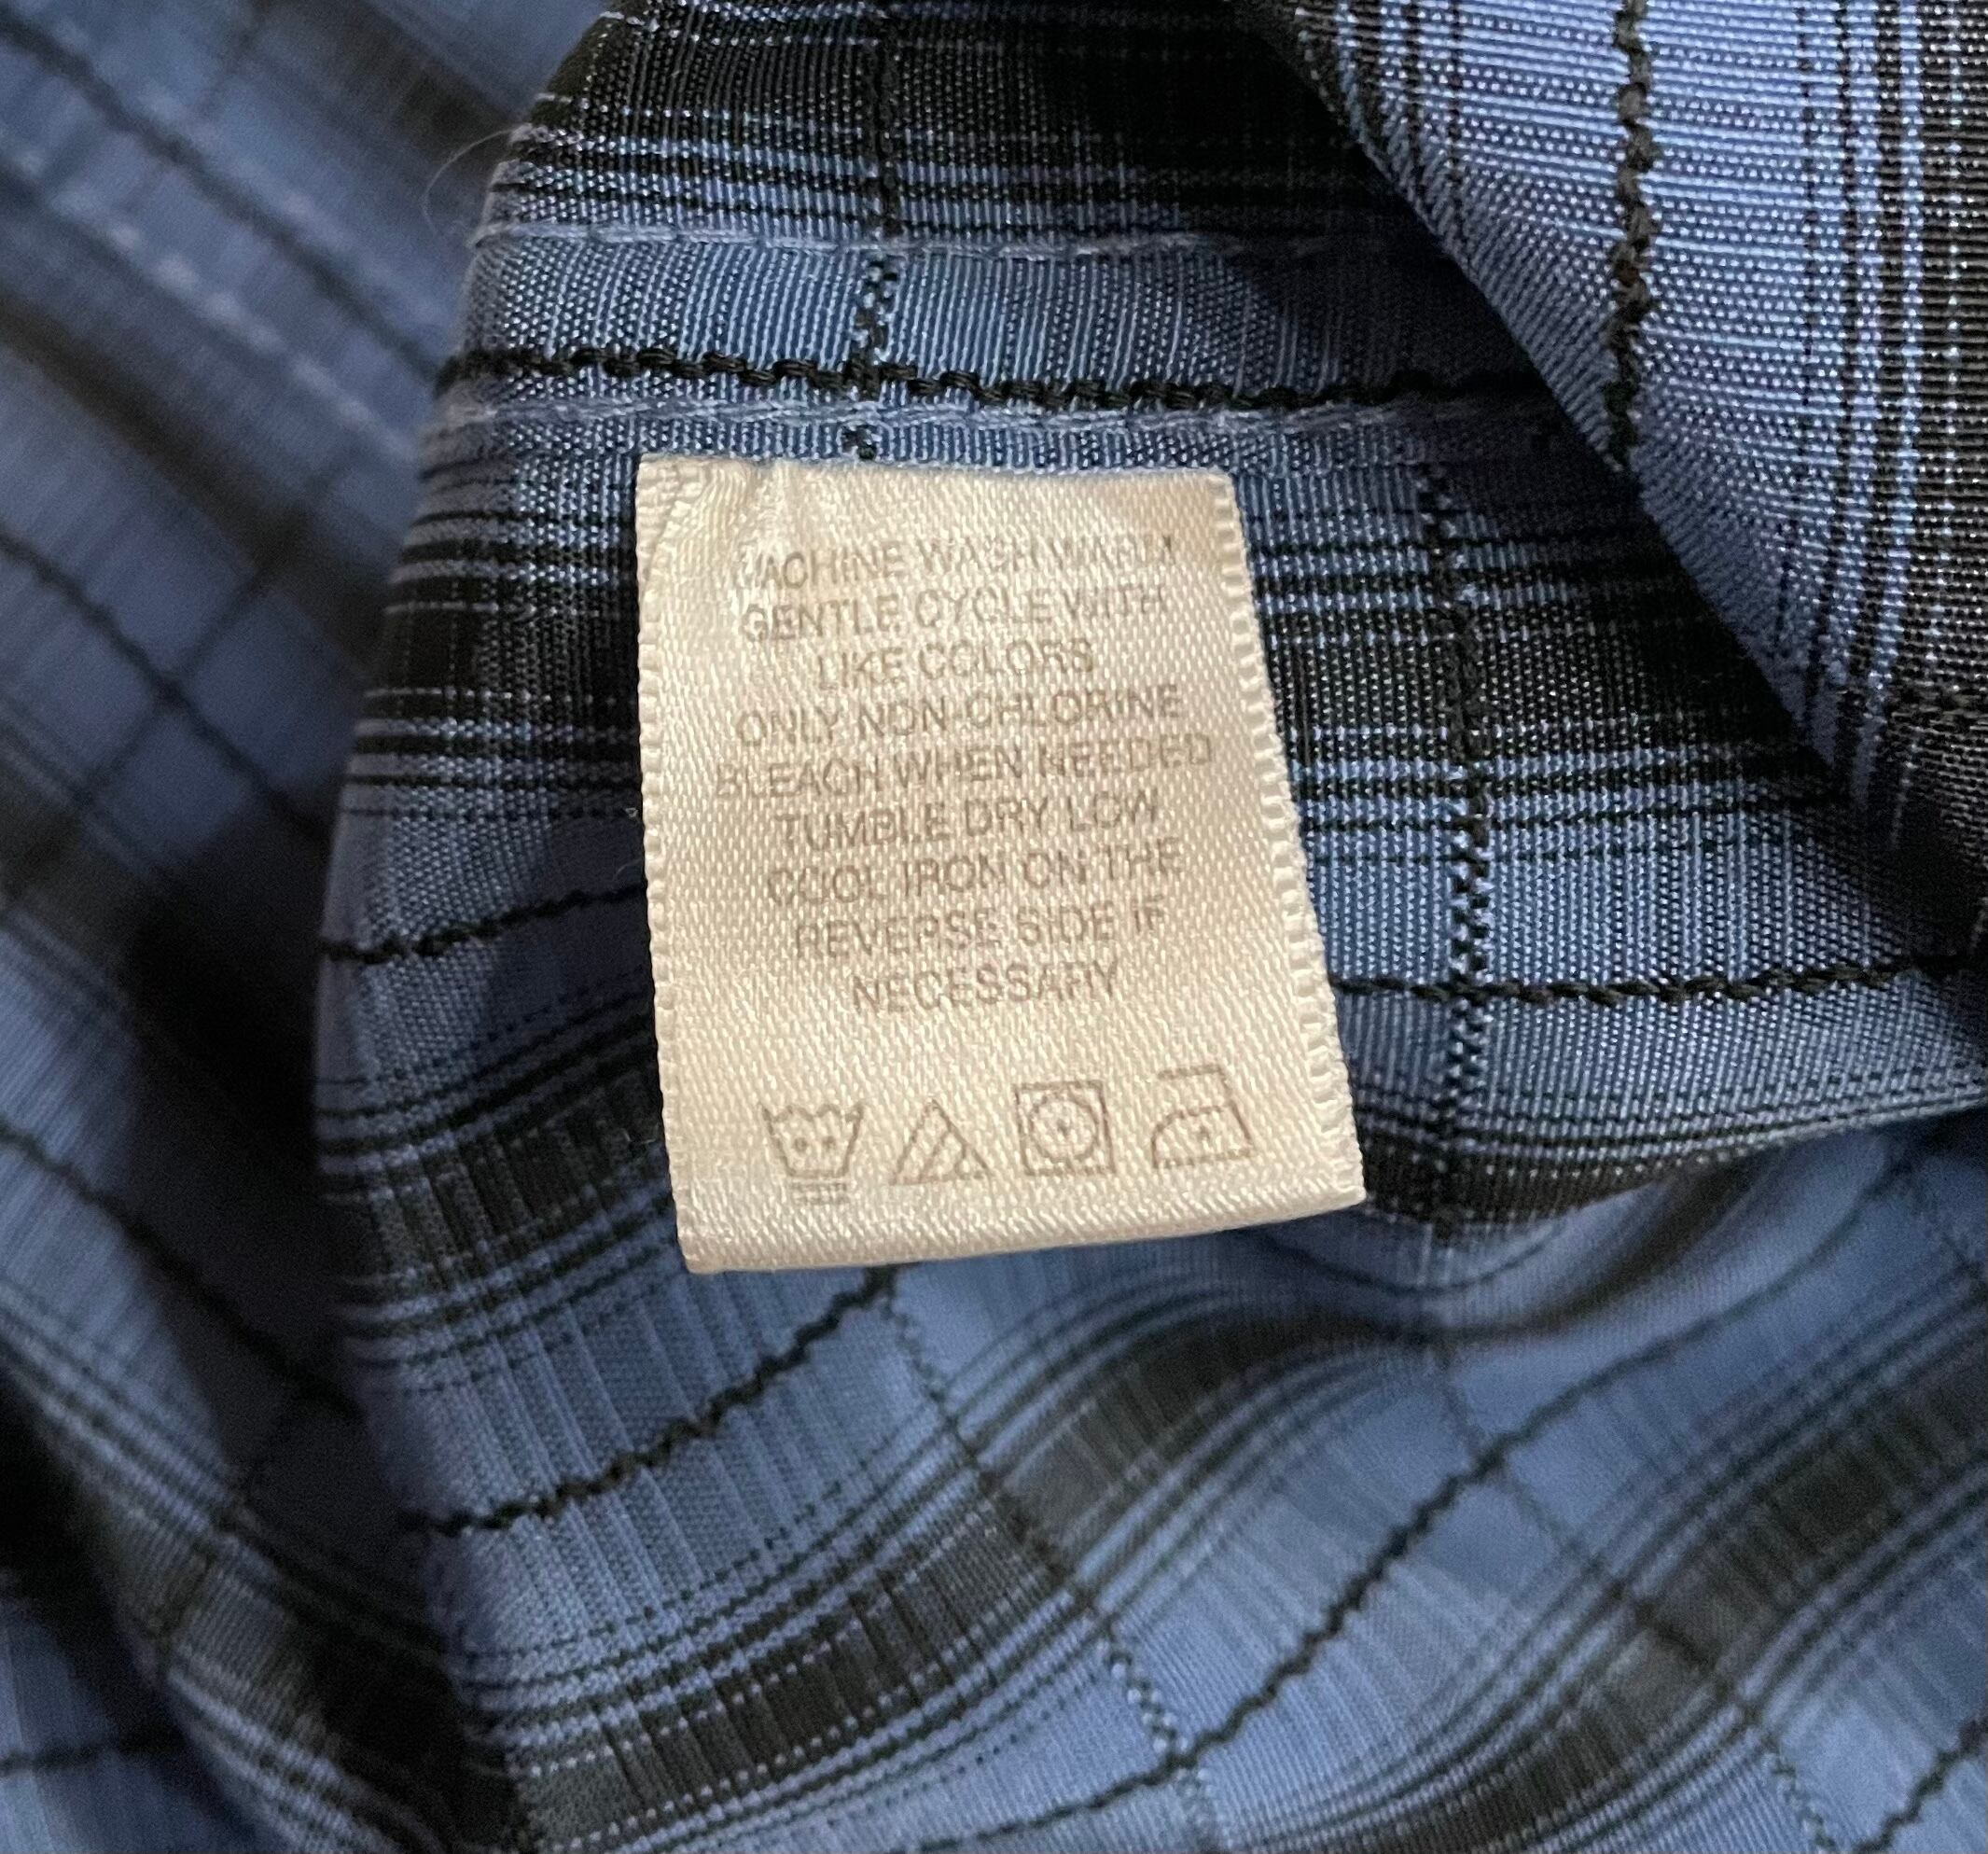 MACHINE WASH WARM
GENTLE CYCLE WITH
LIKE COLORS
ONLY NON-CHLORINE
BLEACH WHEN NEEDED
TUMBLE DRY LOW
COOL IRON ON THE
REVERSE SIDE IF
NECESSARY